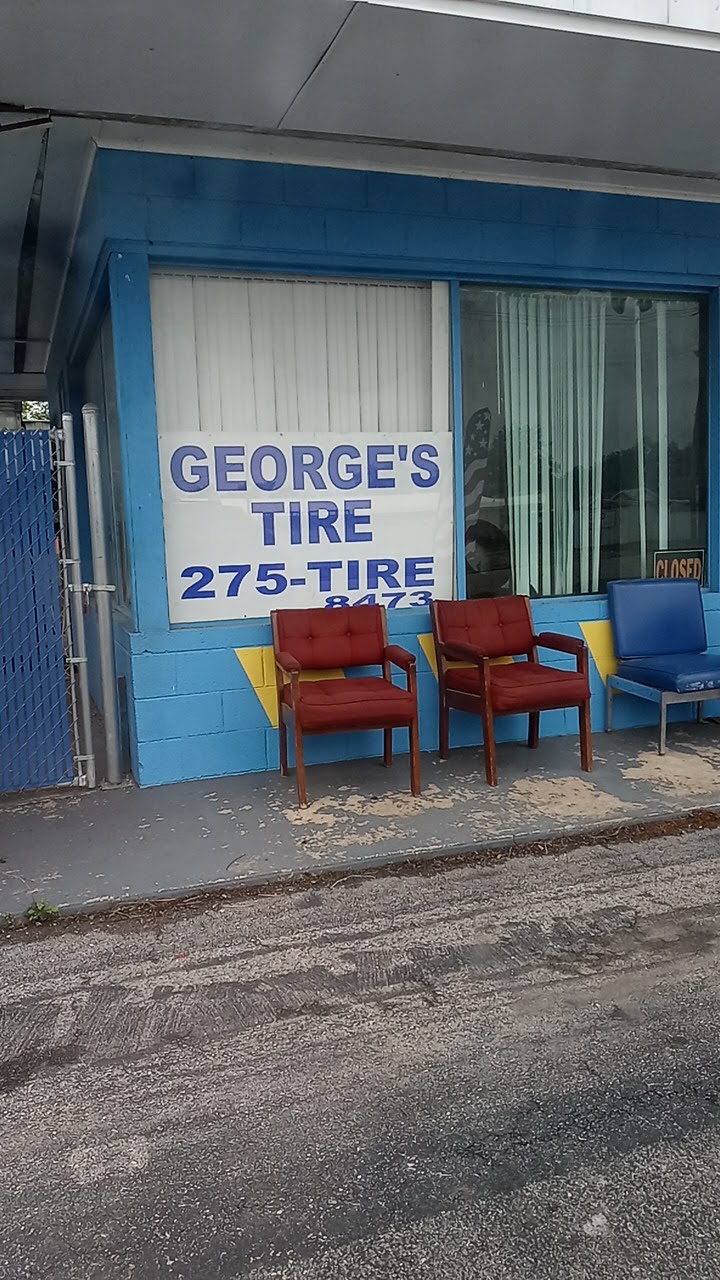 GEORGE'S
TIRE
275-TIRE
8473
CLOSED